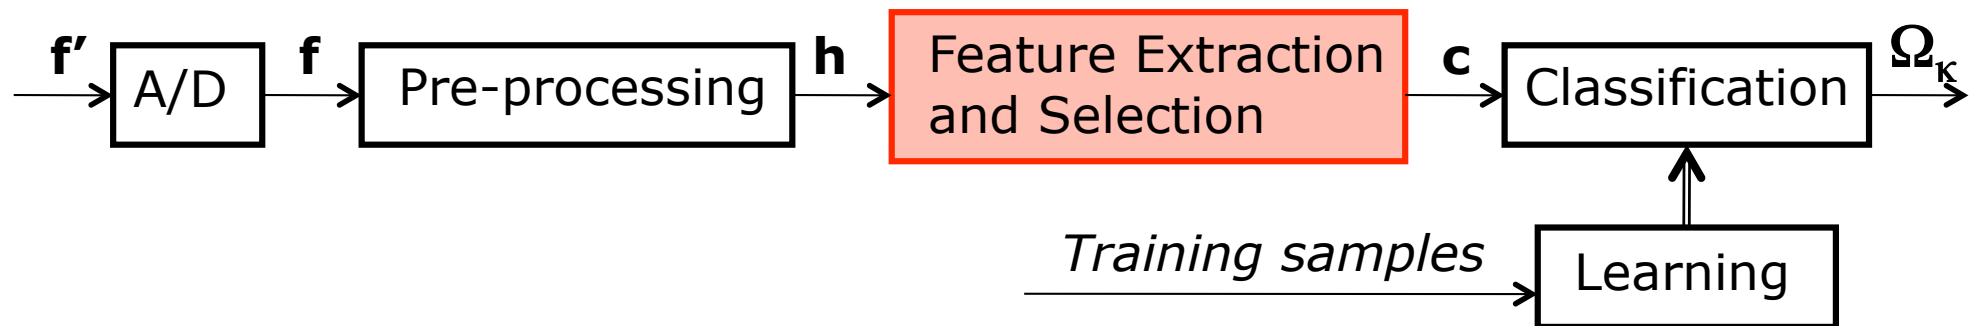 f’
A/D
f
Pre-processing
h
Feature Extraction
and Selection
c
Classification
Ωκ
Training samples
Learning